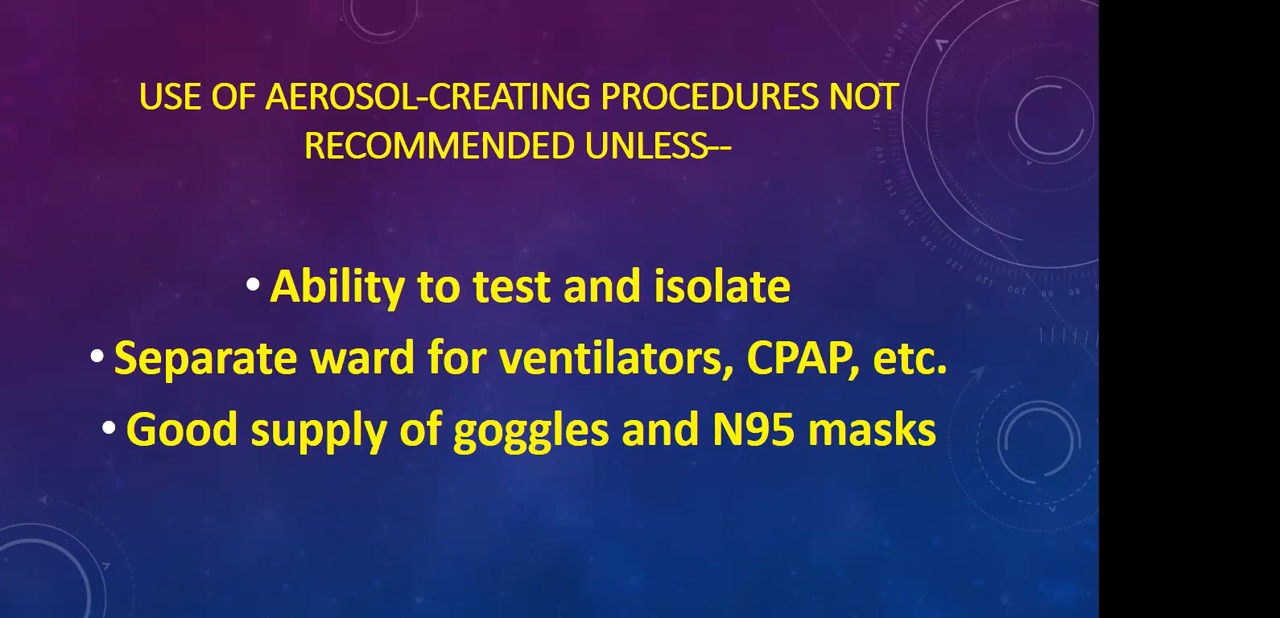 USE OF AEROSOL-CREATING PROCEDURES NOT
RECOMMENDED UNLESS--
• Ability to test and isolate
• Separate ward for ventilators, CPAP, etc.
• Good supply of goggles and N95 masks